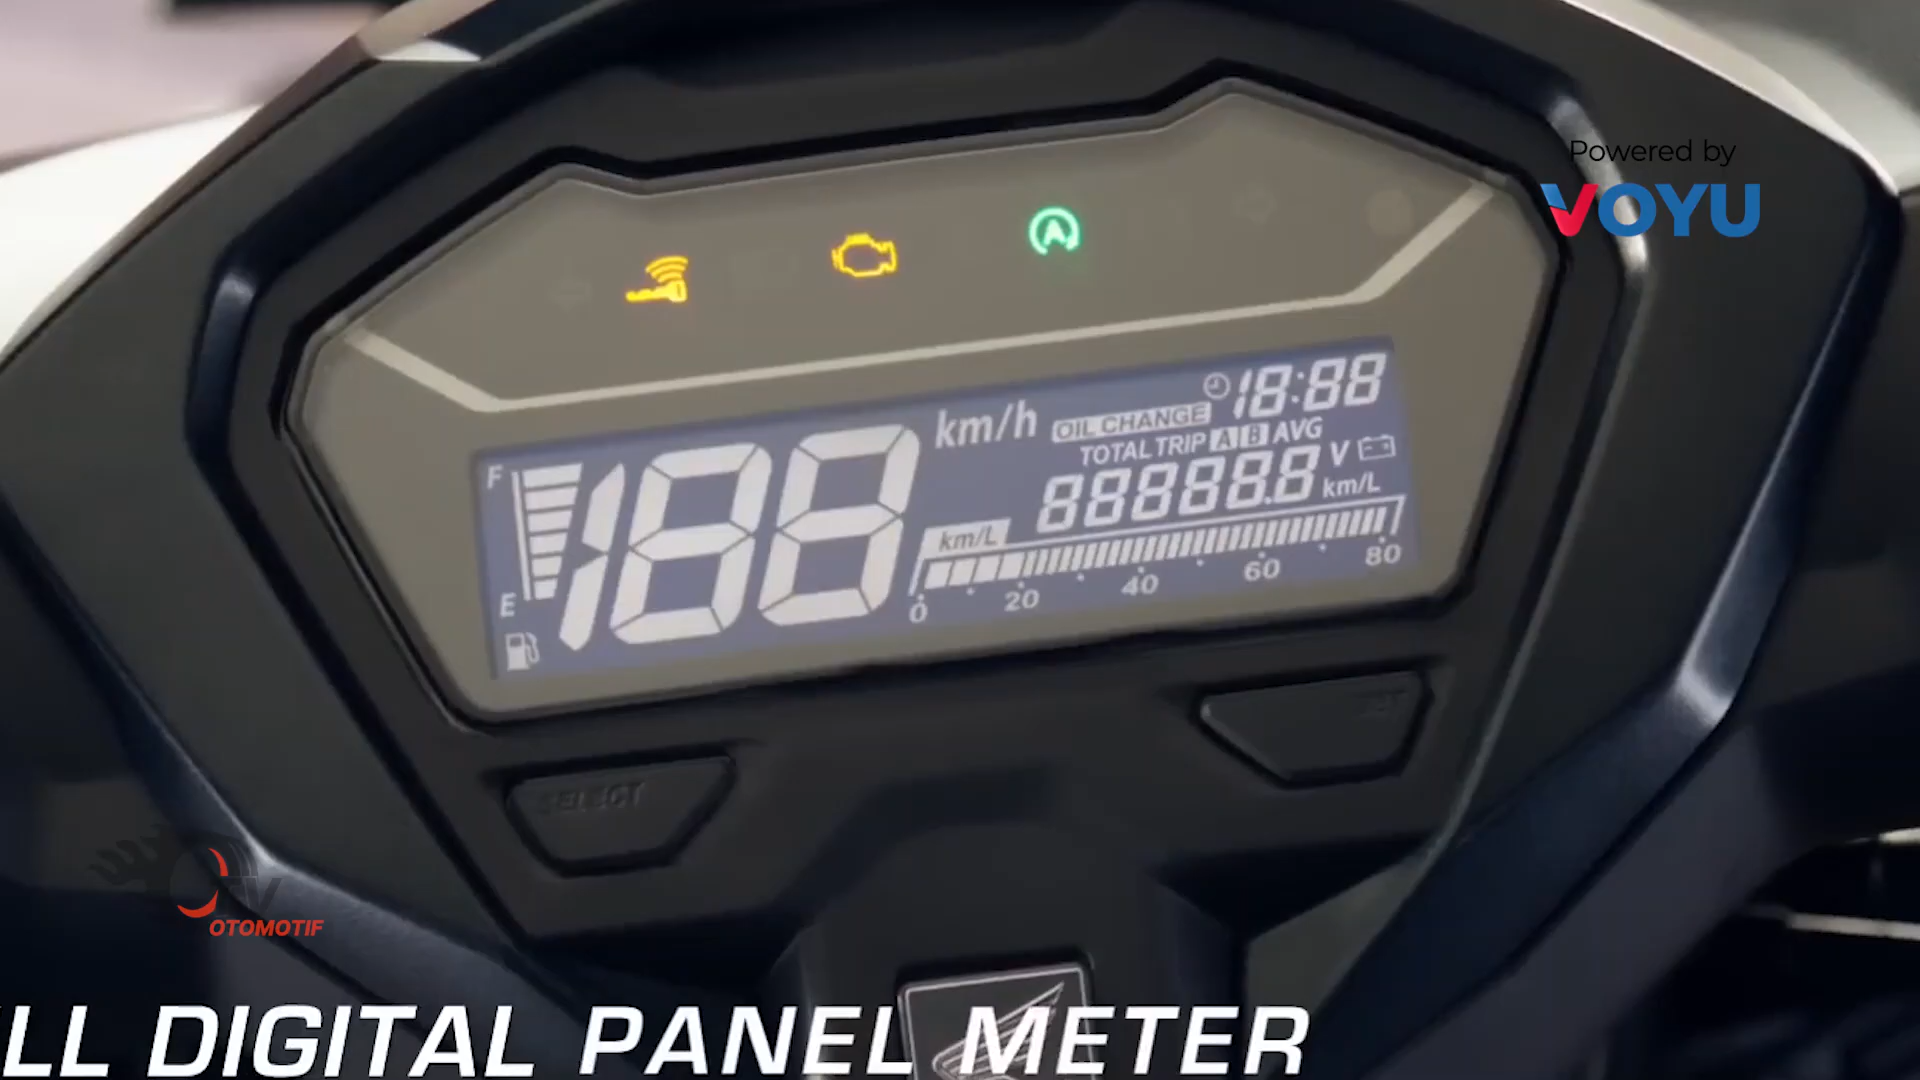 Powered by
VOYU
A
18:88
km/h
OIL CHANGE
TOTAL TRIP A B AVG
F
188
88888.8
V
km/L
km/L
E
0 20 40 60 80
SELECT
OTOMOTIF
LL DIGITAL PANEL METER